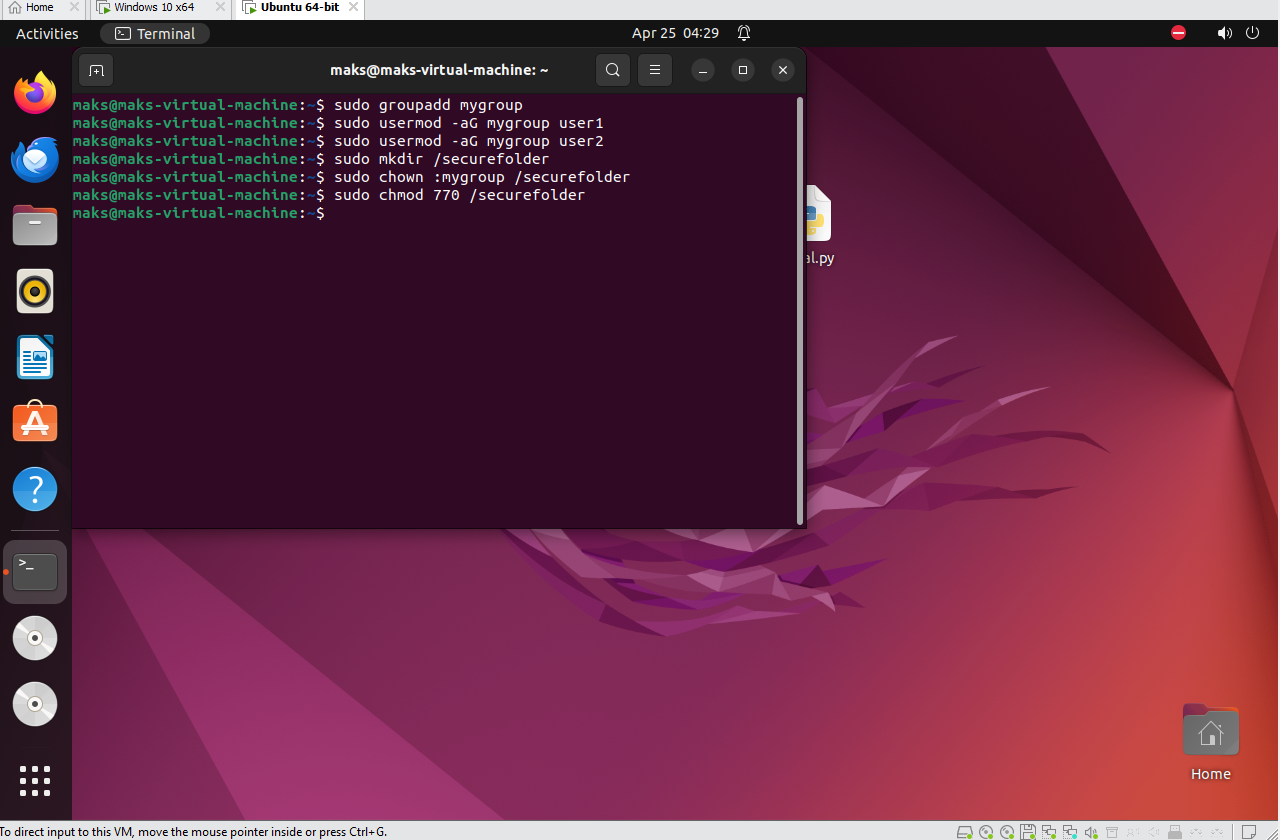 Home
Windows 10 x64
Ubuntu 64-bit
Activities
Terminal
Apr 25 04:29
maks@maks-virtual-machine: ~
maks@maks-virtual-machine:~$ sudo groupadd mygroup
maks@maks-virtual-machine:~$ sudo usermod -aG mygroup user1
maks@maks-virtual-machine:~$ sudo usermod -aG mygroup user2
maks@maks-virtual-machine:~$ sudo mkdir /securefolder
maks@maks-virtual-machine:~$ sudo chown :mygroup /securefolder
maks@maks-virtual-machine:~$ sudo chmod 770 /securefolder
maks@maks-virtual-machine:~$
al.py
Home
To direct input to this VM, move the mouse pointer inside or press Ctrl+G.